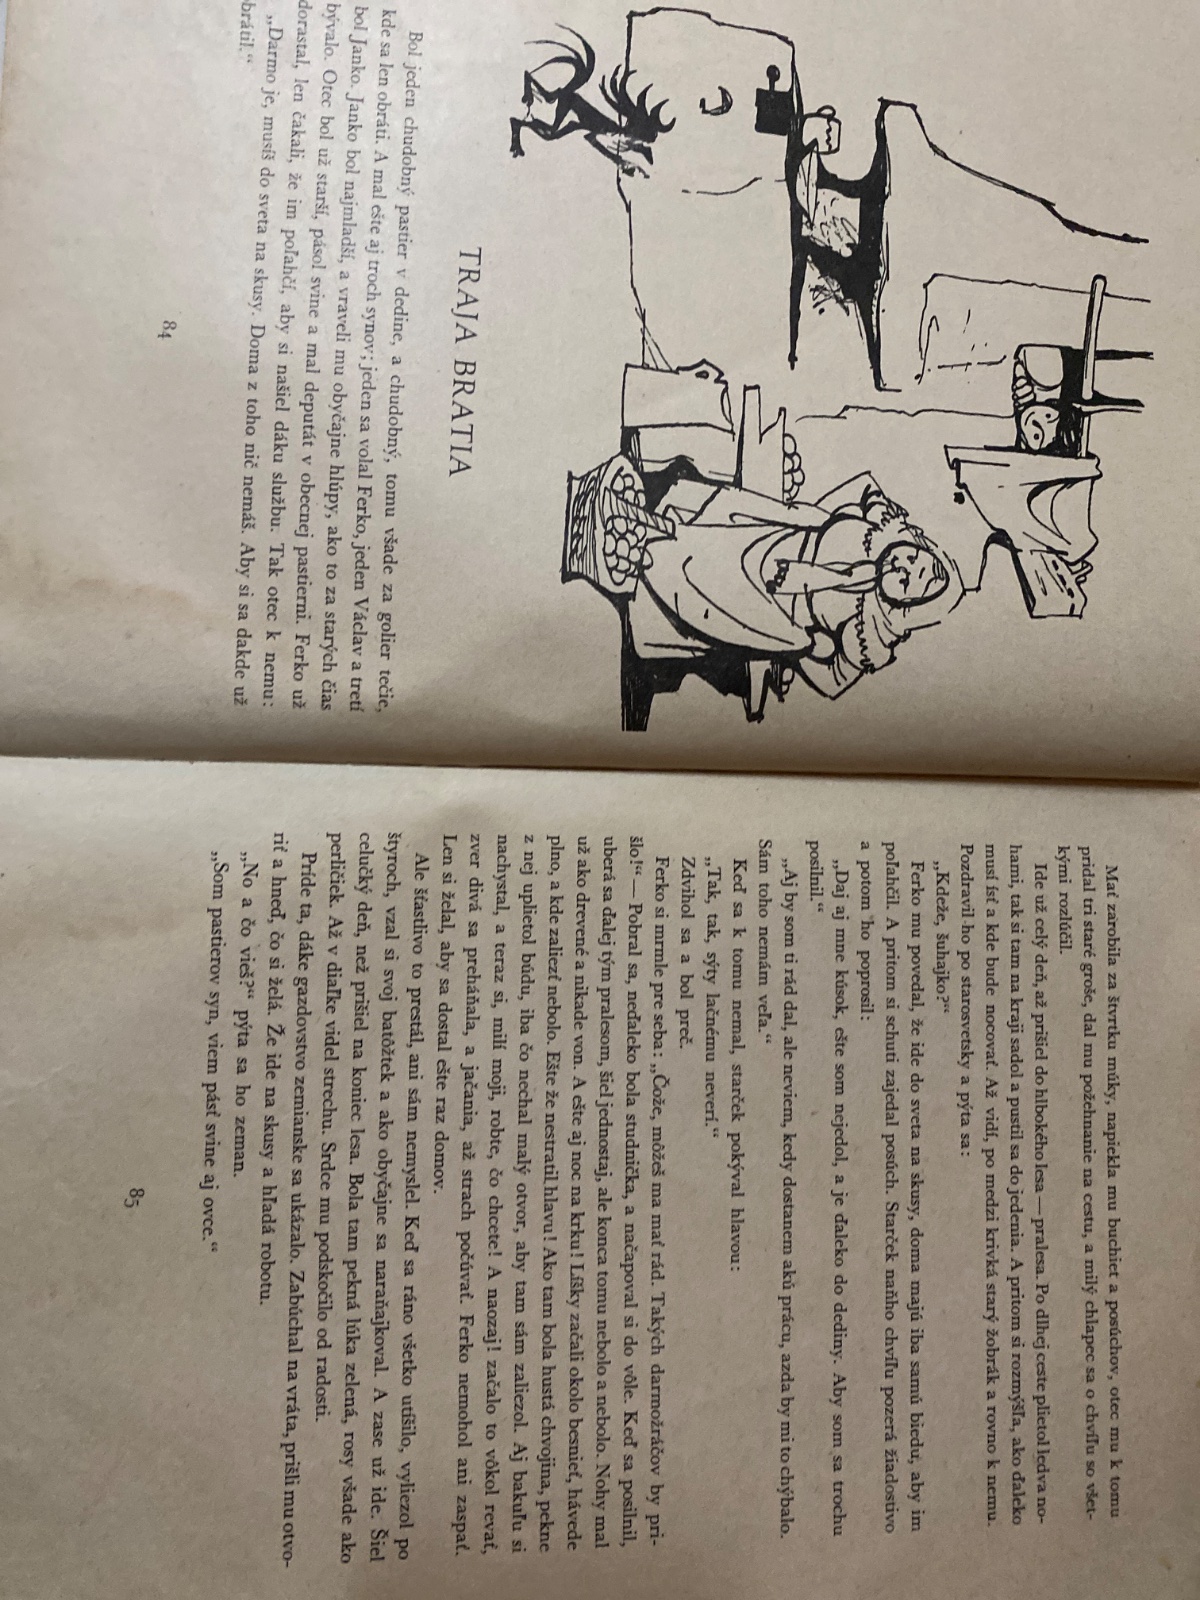 TRAJA BRATIA
Bol jeden chudobný pastier v dedine, a chudobný, tomu všade za golier tečie,
kde sa len obráti. A mal ešte aj troch synov; jeden sa volal Ferko, jeden Václav a tretí
bol Janko. Janko bol najmladší, a vraveli mu obyčajne hlúpy, ako to za starých čias
bývalo. Otec bol už starší, pásol svine a mal deputát v obecnej pastierni. Ferko už
dorastal, len čakali, že im poľahčí, aby si našiel dáku službu. Tak otec k nemu:
„Darmo je, musíš do sveta na skusy. Doma z toho nič nemáš. Aby si sa dakde už
obrátil.“
84
Mať zarobila za štvrtku múky, napiekla mu buchiet a posúchov, otec mu k tomu
pridal tri staré groše, dal mu požehnanie na cestu, a milý chlapec sa o chvíľu so všet-
kými rozlúčil.
Ide už celý deň, až prišiel do hlbokého lesa — pralesa. Po dlhej ceste plietol ledva no-
hami, tak si tam na kraji sadol a pustil sa do jedenia. A pritom si rozmýšľa, ako ďaleko
musí ísť a kde bude nocovať. Až vidí, po medzi krivká starý žobrák a rovno k nemu.
Pozdravil ho po starosvetsky a pýta sa:
„Kdeže, šuhajko?“
Ferko mu povedal, že ide do sveta na skusy, doma majú iba samú biedu, aby im
poľahčil. A pritom si schuti zajedal posúch. Starček naňho chvíľu pozerá žiadostivo
a potom ho poprosil:
„Daj aj mne kúsok, ešte som nejedol, a je ďaleko do dediny. Aby som sa trochu
posilnil.“
„Aj by som ti rád dal, ale neviem, kedy dostanem akú prácu, azda by mi to chýbalo.
Sám toho nemám veľa.“
Keď sa k tomu nemal, starček pokýval hlavou:
„Tak, tak, sýty lačnému neverí.“
Zdvihol sa a bol preč.
Ferko si mrmle pre seba: „Čože, môžeš ma mať rád. Takých darmožráčov by pri-
šlo!“ — Pobral sa, neďaleko bola studnička, a načapoval si do vôle. Keď sa posilnil,
uberá sa ďalej tým pralesom, šiel jednostaj, ale konca tomu nebolo a nebolo. Nohy mal
už ako drevené a nikade von. A ešte aj noc na krku! Líšky začali okolo besnieť, hávede
plno, a kde zaliezť nebolo. Ešte že nestratil hlavu! Ako tam bola hustá chvojina, pekne
z nej uplietol búdu, iba čo nechal malý otvor, aby tam sám zaliezol. Aj bakuľu si
nachystal, a teraz si, milí moji, robte, čo chcete! A naozaj! začalo to vôkol revať,
zver divá sa preháňala, a jačania, až strach počúvať. Ferko nemohol ani zaspať.
Len si želal, aby sa dostal ešte raz domov.
Ale šťastlivo to prestál, ani sám nemyslel. Keď sa ráno všetko utíšilo, vyliezol po
štyroch, vzal si svoj batôžtek a ako obyčajne sa naraňajkoval. A zase už ide. Šiel
celučký deň, než prišiel na koniec lesa. Bola tam pekná lúka zelená, rosy všade ako
perličiek. Až v diaľke videl strechu. Srdce mu podskočilo od radosti.
Príde ta, dáke gazdovstvo zemianske sa ukázalo. Zabúchal na vráta, prišli mu otvo-
riť a hneď, čo si želá. Že ide na skusy a hľadá robotu.
„No a čo vieš?“ pýta sa ho zeman.
„Som pastierov syn, viem pásť svine aj ovce.“
85